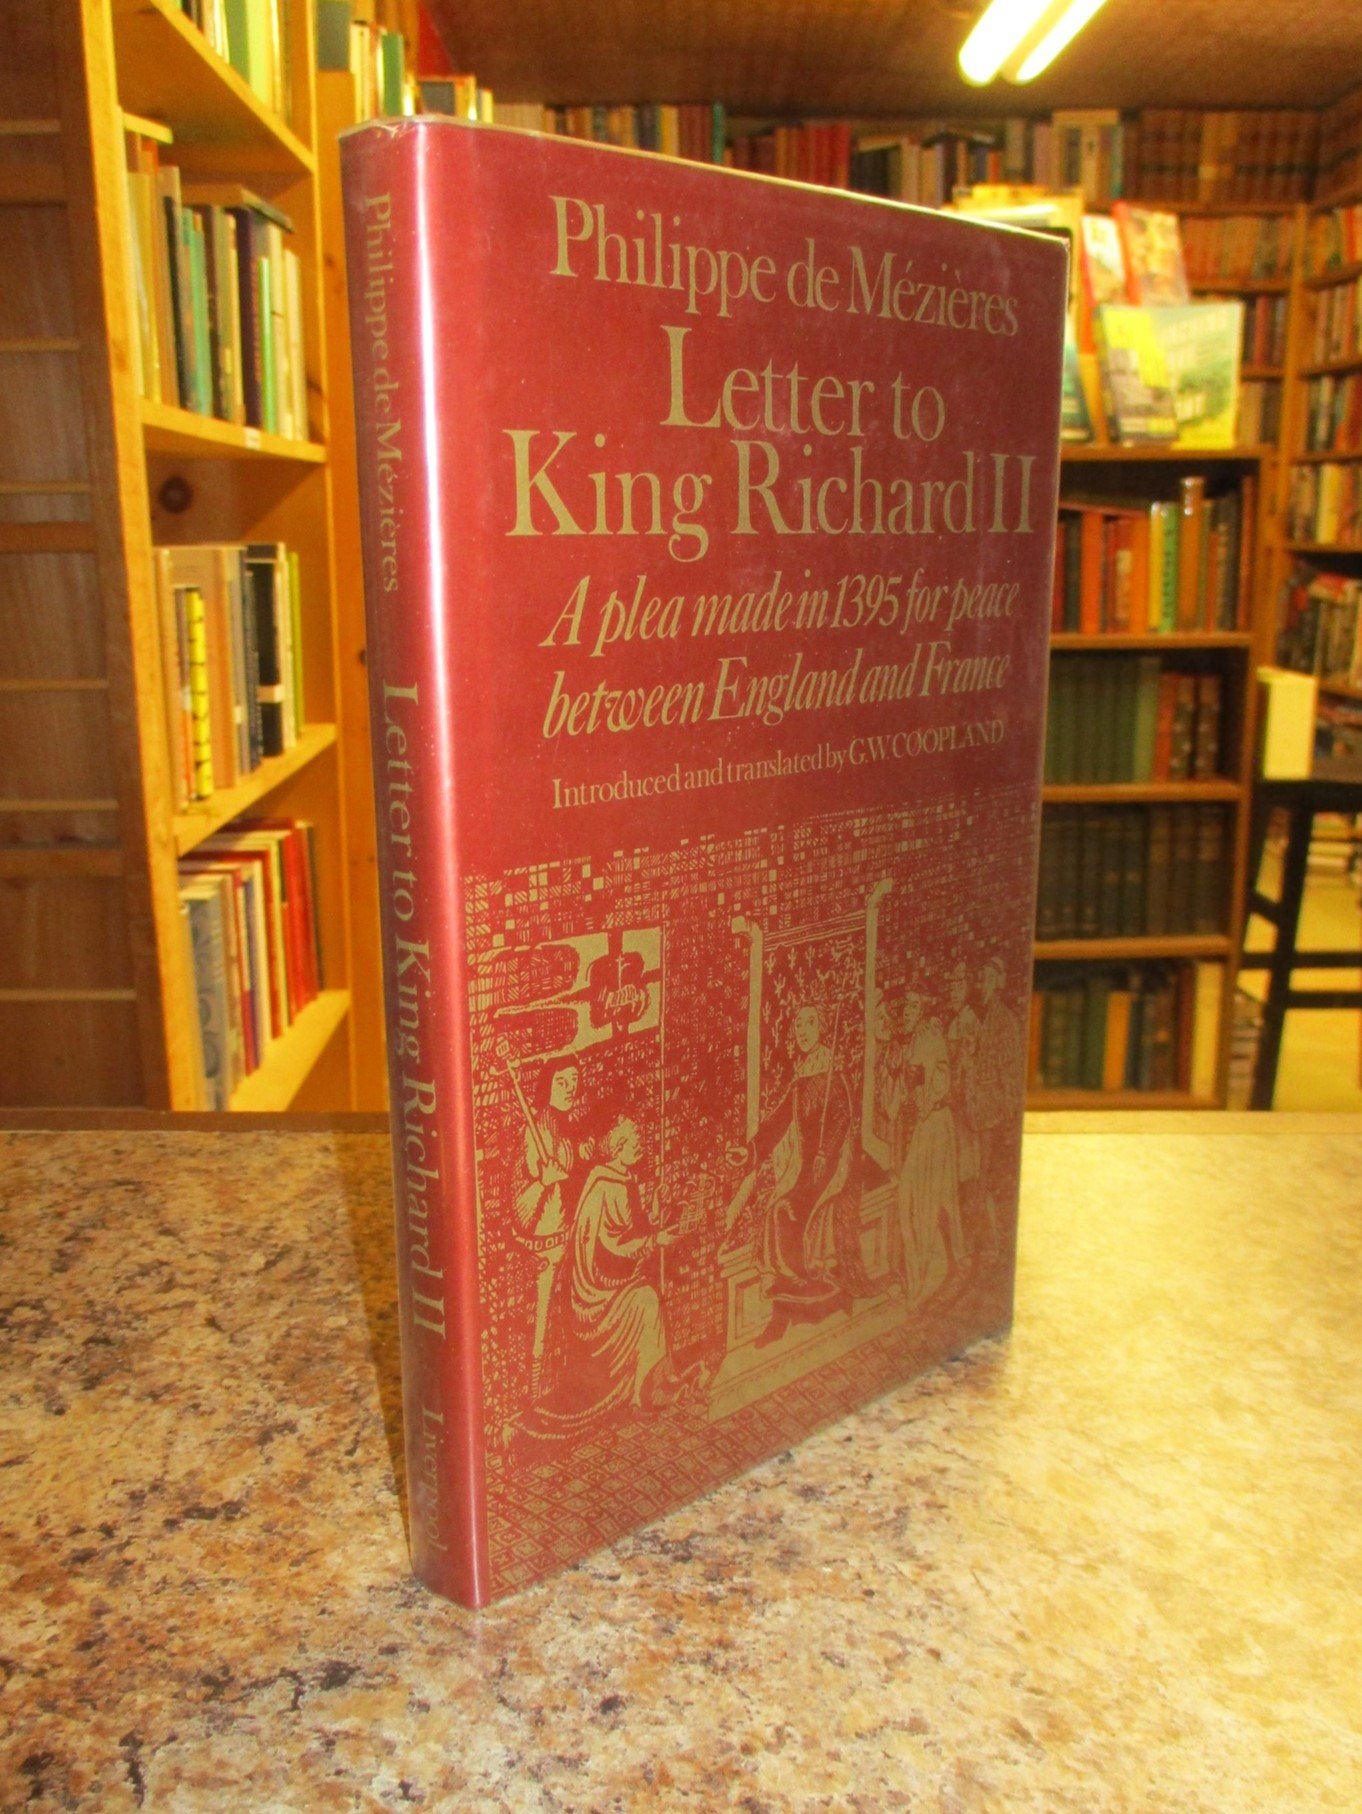 Philippe de Mézières
Letter to
King Richard II
A plea made in 1395 for peace
between England and France
Introduced and translated by G.W. COOPLAND
Philippe de Mézières Letter to King Richard II Liverpool